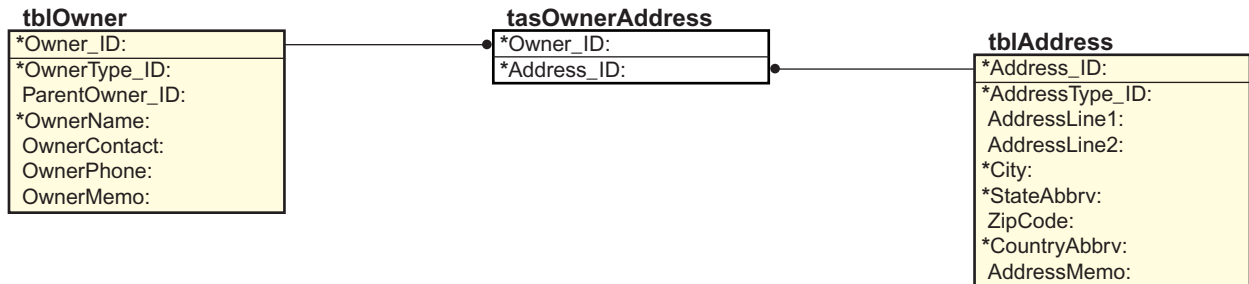 tblOwner
*Owner_ID:
*OwnerType_ID:
ParentOwner_ID:
*OwnerName:
OwnerContact:
OwnerPhone:
OwnerMemo:
tasOwnerAddress
*Owner_ID:
*Address_ID:
tblAddress
*Address_ID:
*AddressType_ID:
AddressLine1:
AddressLine2:
*City:
*StateAbbrv:
ZipCode:
*CountryAbbrv:
AddressMemo: